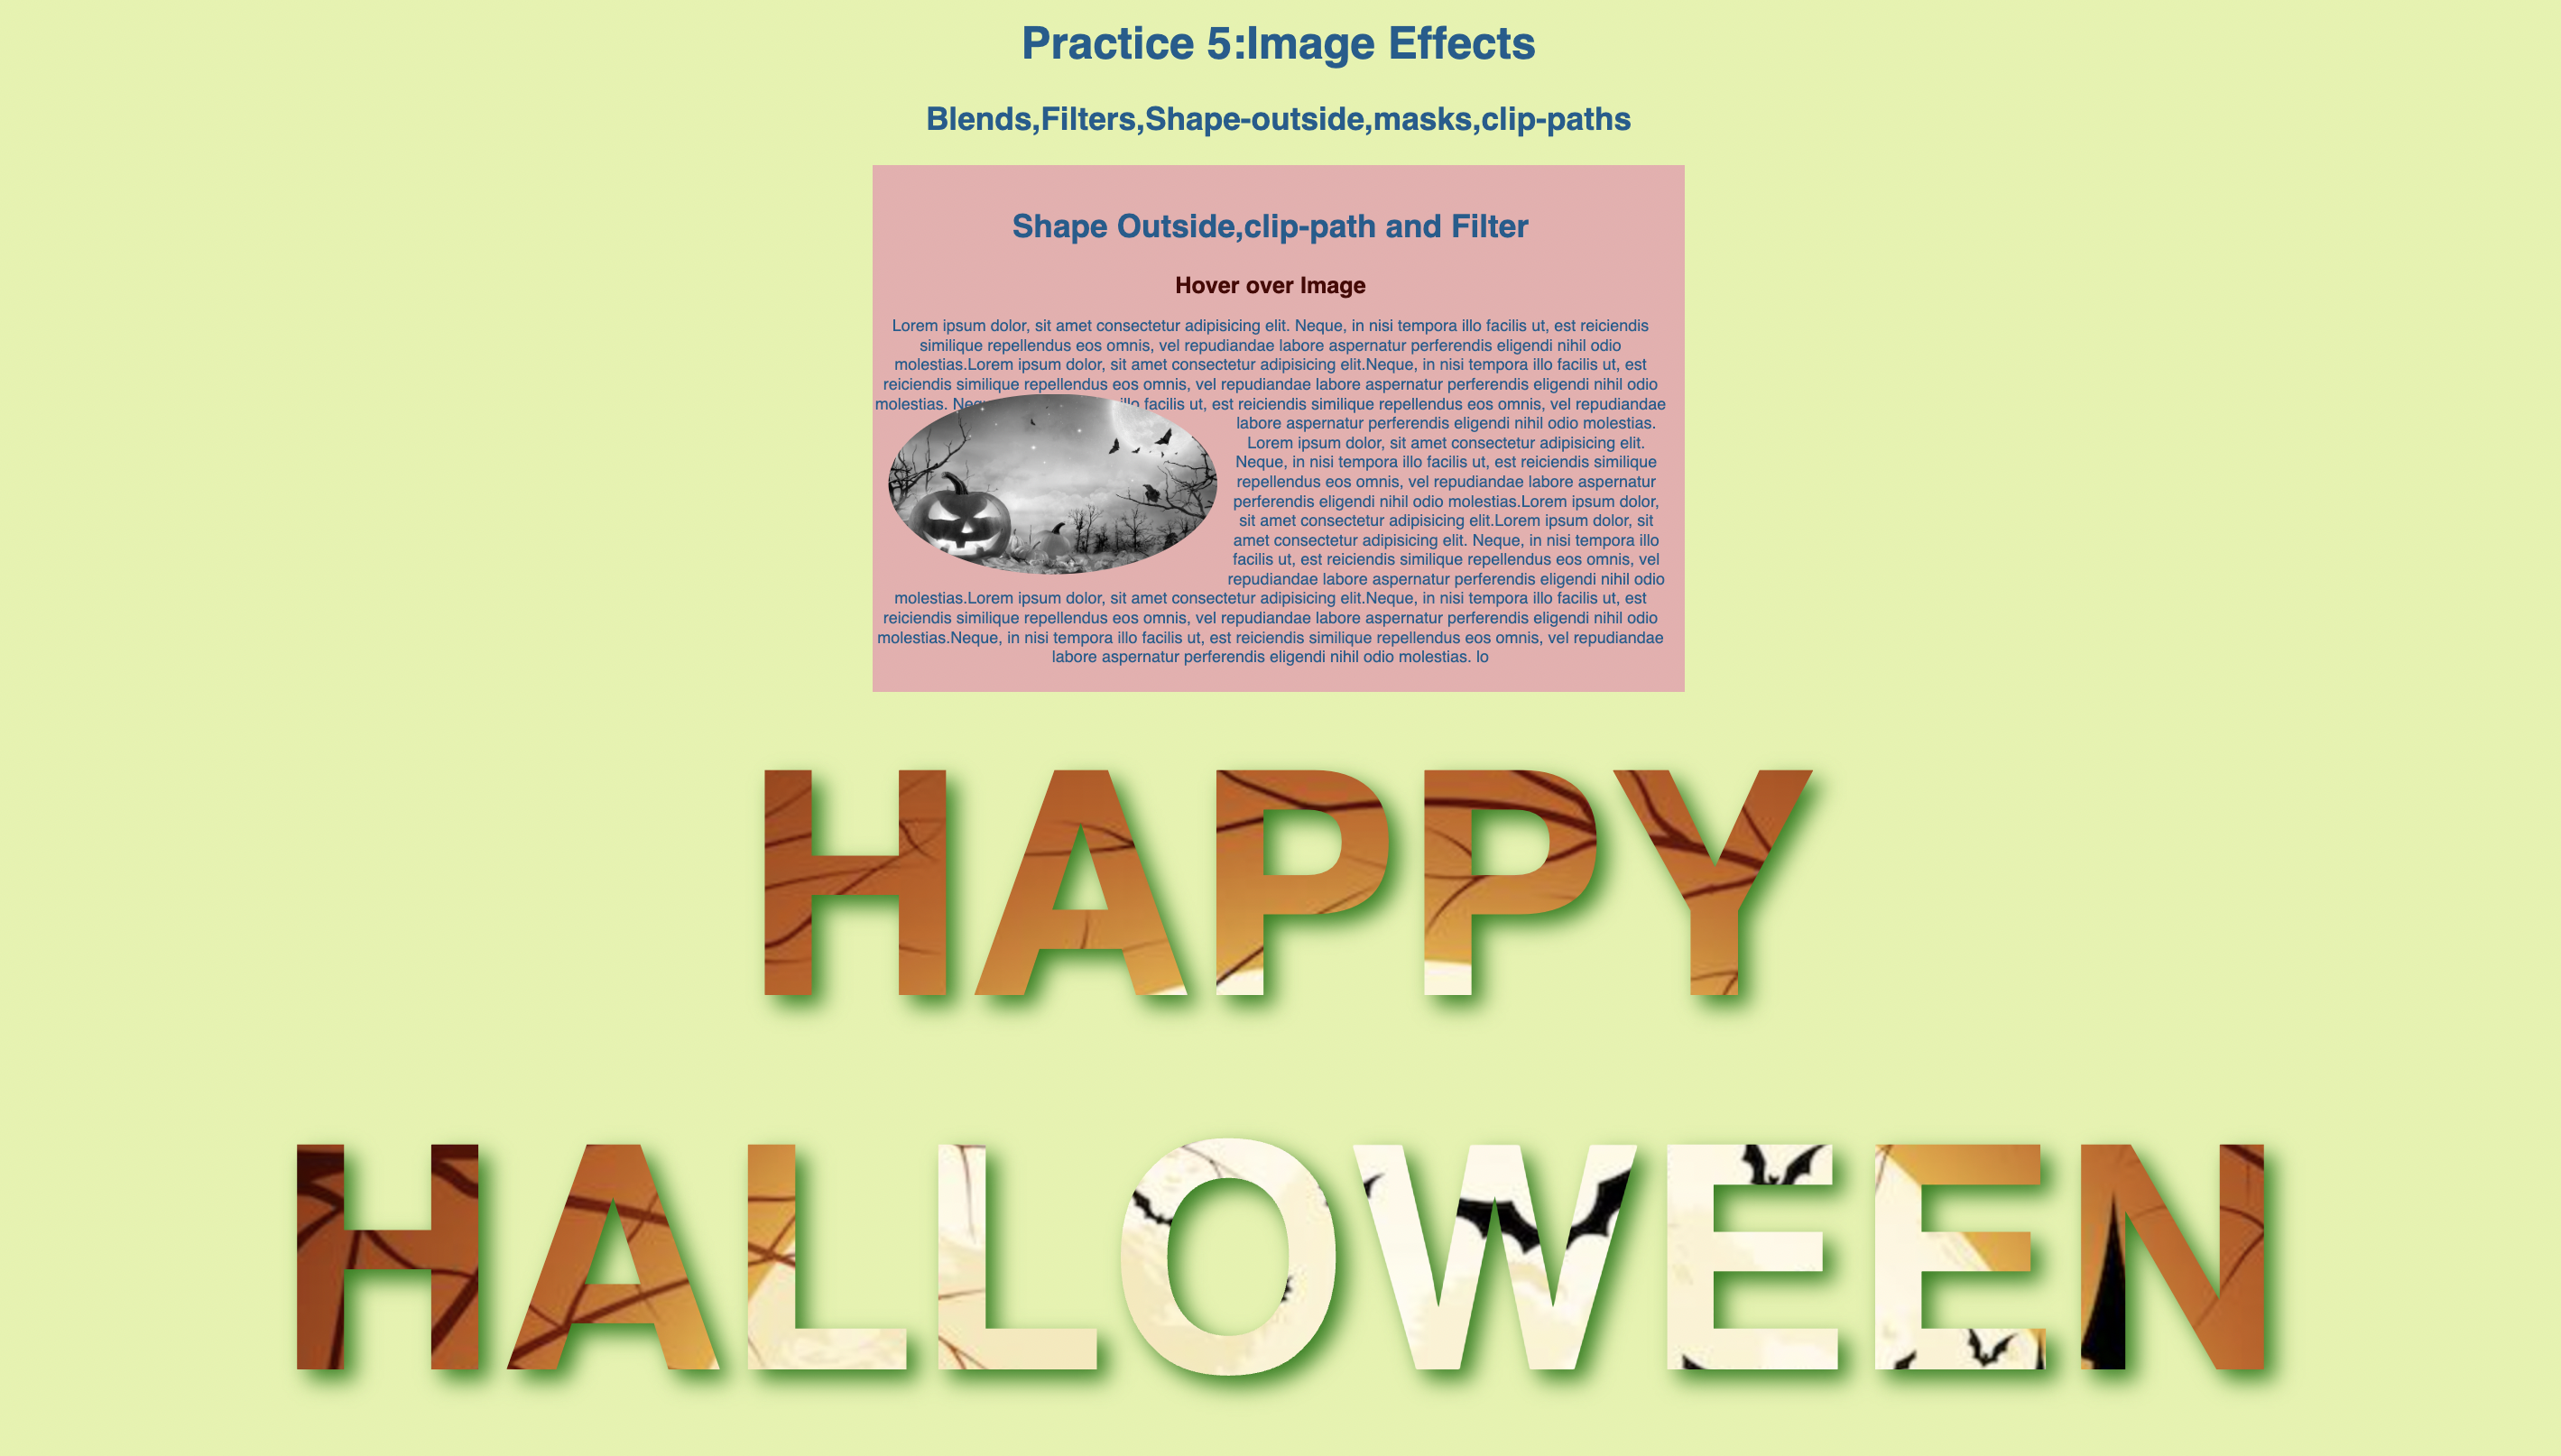 Practice 5:Image Effects
Blends,Filters,Shape-outside,masks,clip-paths
Shape Outside,clip-path and Filter
Hover over Image
Lorem ipsum dolor, sit amet consectetur adipisicing elit. Neque, in nisi tempora illo facilis ut, est reiciendis
similique repellendus eos omnis, vel repudiandae labore aspernatur perferendis eligendi nihil odio
molestias.Lorem ipsum dolor, sit amet consectetur adipisicing elit.Neque, in nisi tempora illo facilis ut, est
reiciendis similique repellendus eos omnis, vel repudiandae labore aspernatur perferendis eligendi nihil odio
molestias. facilis ut, est reiciendis similique repellendus eos omnis, vel repudiandae
labore aspernatur perferendis eligendi nihil odio molestias.
Lorem ipsum dolor, sit amet consectetur adipisicing elit.
Neque, in nisi tempora illo facilis ut, est reiciendis similique
repellendus eos omnis, vel repudiandae labore aspernatur
perferendis eligendi nihil odio molestias.Lorem ipsum dolor,
sit amet consectetur adipisicing elit.Lorem ipsum dolor, sit
amet consectetur adipisicing elit. Neque, in nisi tempora illo
facilis ut, est reiciendis similique repellendus eos omnis, vel
repudiandae labore aspernatur perferendis eligendi nihil odio
molestias.Lorem ipsum dolor, sit amet consectetur adipisicing elit.Neque, in nisi tempora illo facilis ut, est
reiciendis similique repellendus eos omnis, vel repudiandae labore aspernatur perferendis eligendi nihil odio
molestias.Neque, in nisi tempora illo facilis ut, est reiciendis similique repellendus eos omnis, vel repudiandae
labore aspernatur perferendis eligendi nihil odio molestias. lo
HAPPY
HALLOWEEN